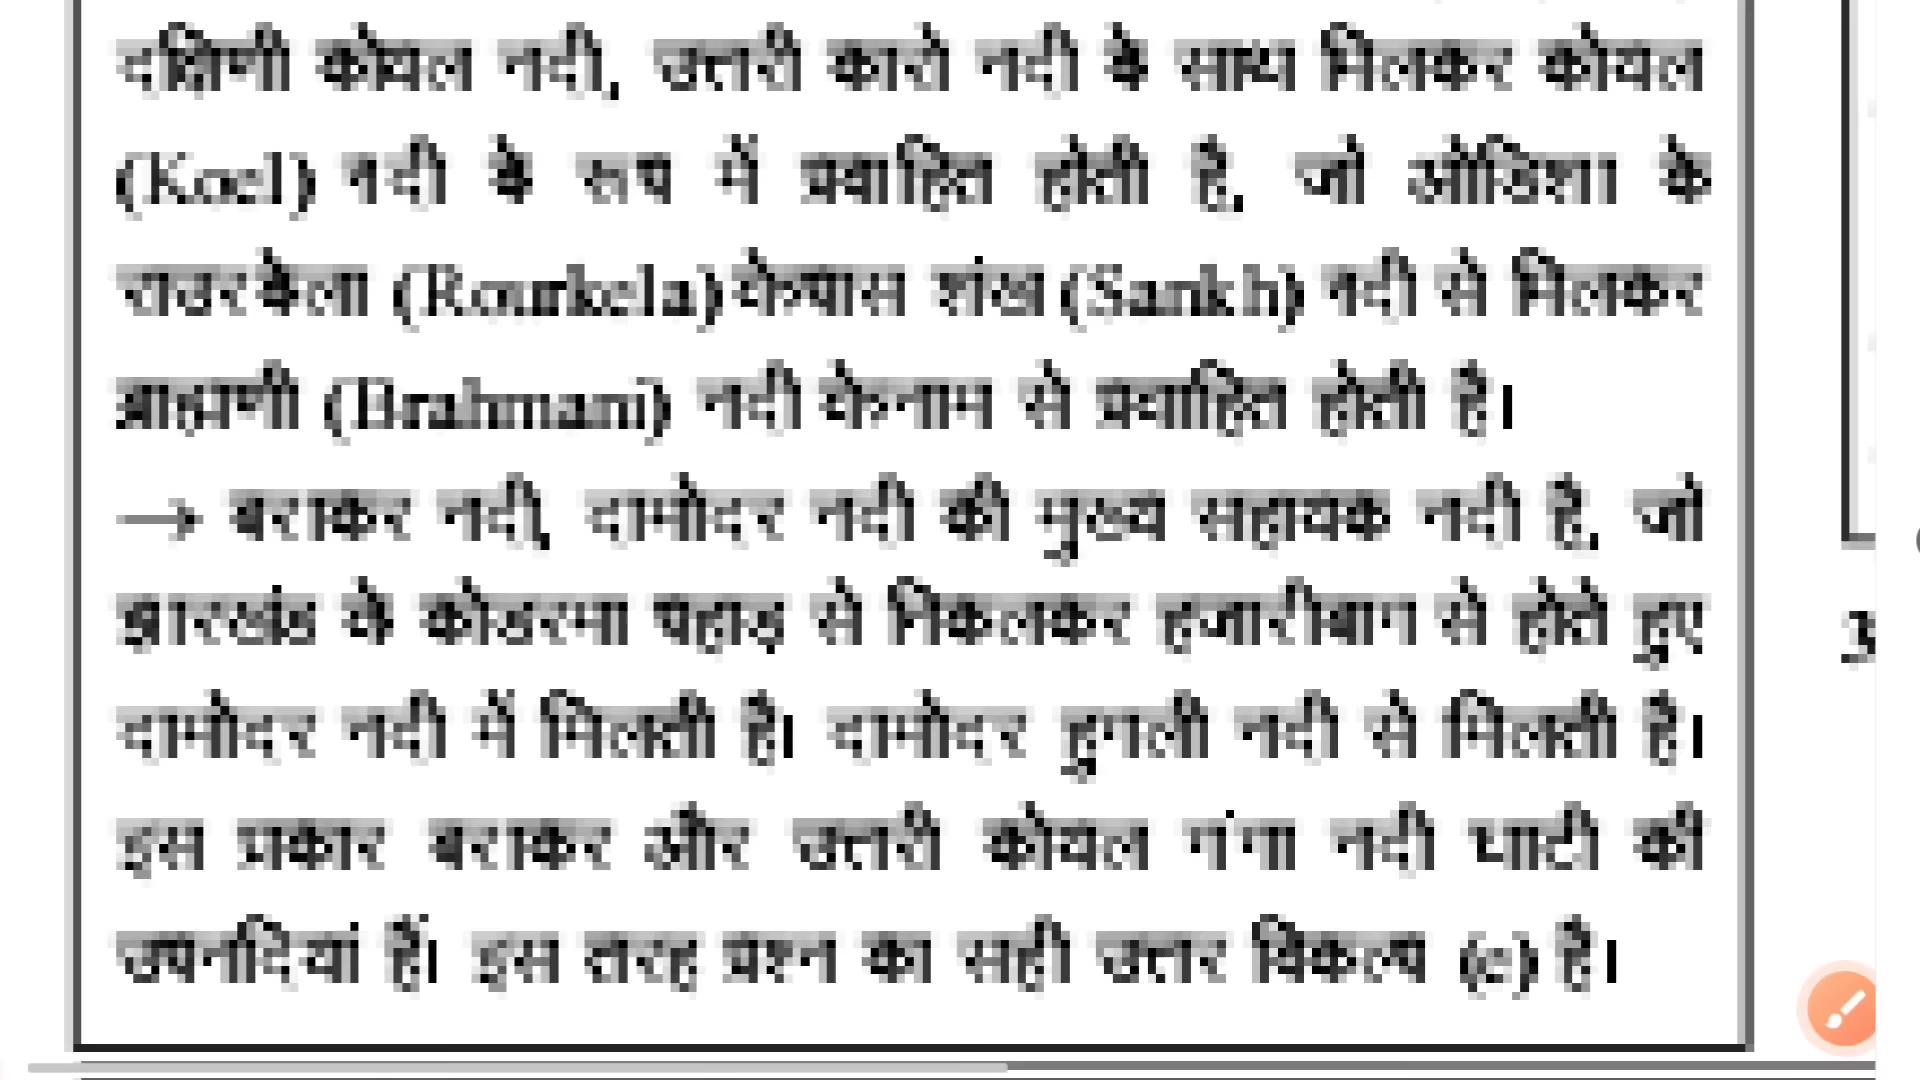 दक्षिणी कोयल नदी, उत्तरी कारो नदी के साथ मिलकर कोयल
(Koel) नदी के रूप में प्रवाहित होती है, जो ओडिशा के
राउरकेला (Rourkela) के पास शंख (Sankh) नदी से मिलकर
ब्राह्मणी (Brahmani) नदी के नाम से प्रवाहित होती है।
→ बराकर नदी, दामोदर नदी की मुख्य सहायक नदी है, जो
झारखंड के कोडरमा पहाड़ से निकलकर हजारीबाग से होते हुए
दामोदर नदी में मिलती है। दामोदर हुगली नदी से मिलती है।
इस प्रकार बराकर और उत्तरी कोयल गंगा नदी घाटी की
उपनदियां हैं। इस तरह प्रश्न का सही उत्तर विकल्प (c) है।